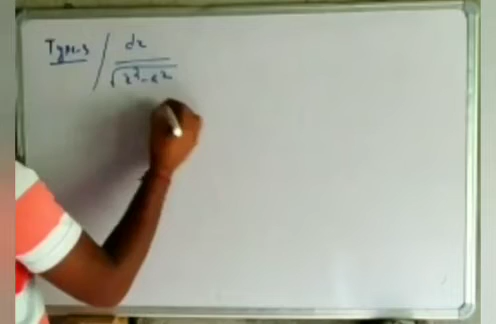 Type-3 ∫ dx
√x²-a²